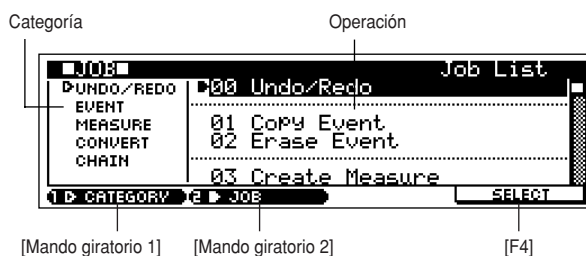 Categoría
Operación
■JOB■ Job List
UNDO/REDO
EVENT
MEASURE
CONVERT
CHAIN
00 Undo/Redo
01 Copy Event
02 Erase Event
03 Create Measure
1 CATEGORY 2 JOB SELECT
[Mando giratorio 1] [Mando giratorio 2] [F4]